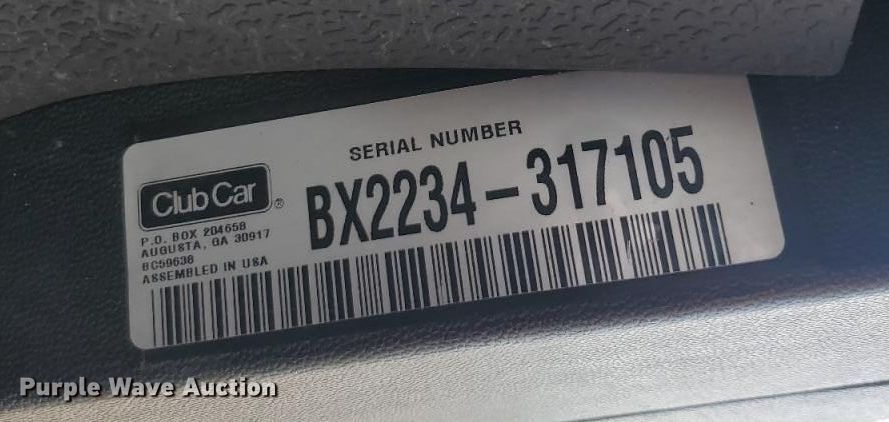 SERIAL NUMBER
Club Car®
BX2234-317105
P.O. BOX 204658
AUGUSTA, GA 30917
BC59638
ASSEMBLED IN USA
Purple Wave Auction